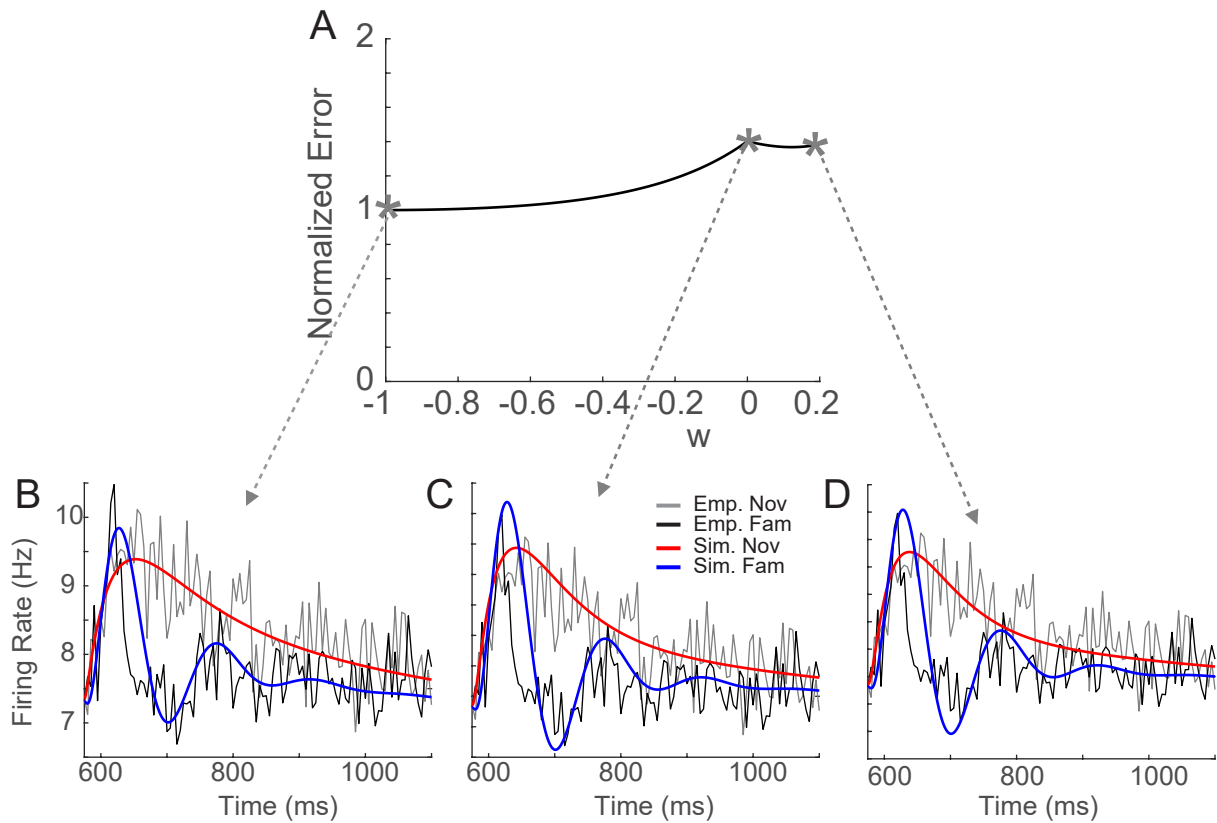 A
2
1
0
Normalized Error
-1 -0.8 -0.6 -0.4 -0.2 0 0.2
w
B
10
9
8
7
Firing Rate (Hz)
600 800 1000
Time (ms)
C
Emp. Nov
Emp. Fam
Sim. Nov
Sim. Fam
600 800 1000
Time (ms)
D
600 800 1000
Time (ms)